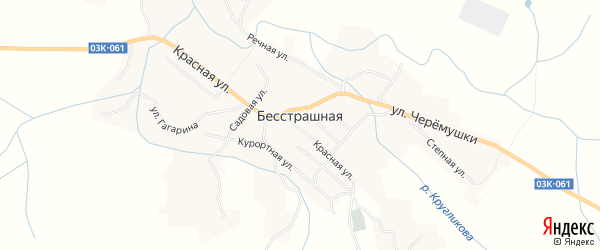 03К-061
Речная ул.
Красная ул.
Садовая ул.
ул. Гагарина
Бесстрашная
ул. Черёмушки
Курортная ул.
Красная ул.
Степная ул.
р. Кругликова
03К-061
Яндекс
© Яндекс